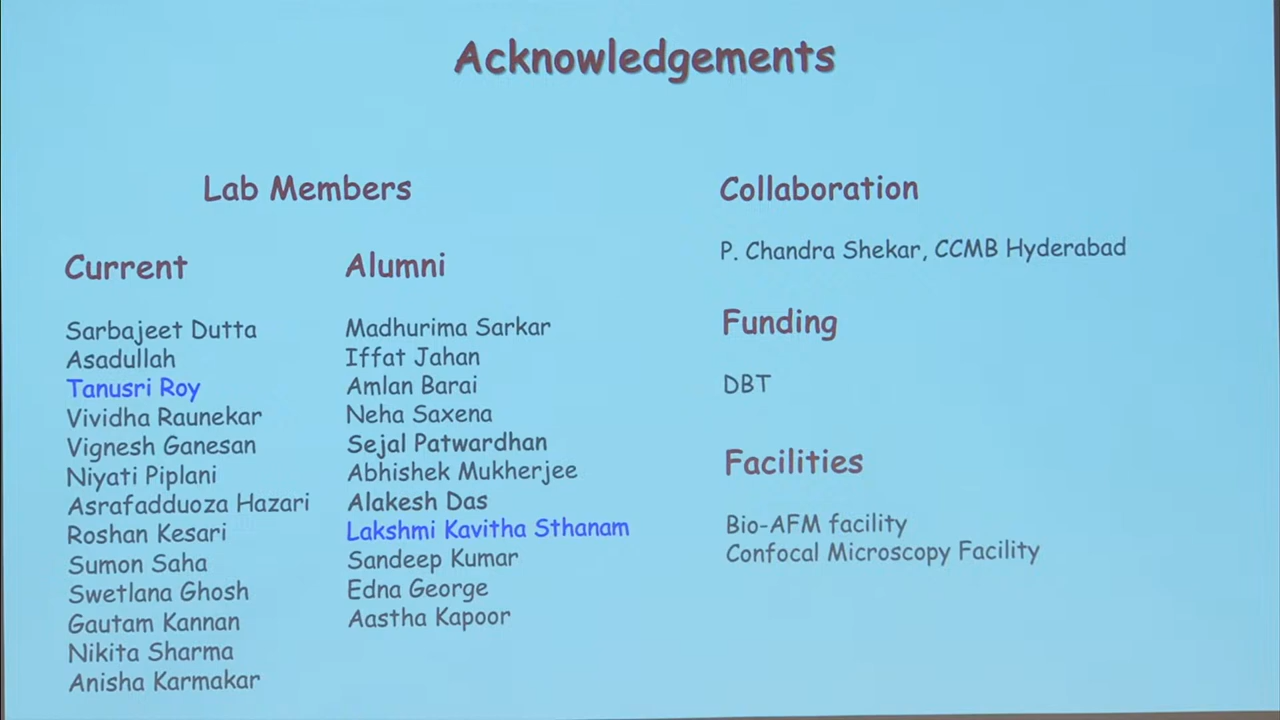 Acknowledgements
Lab Members
Current
Sarbajeet Dutta
Asadullah
Tanusri Roy
Vividha Raunekar
Vignesh Ganesan
Niyati Piplani
Asrafadduoza Hazari
Roshan Kesari
Sumon Saha
Swetlana Ghosh
Gautam Kannan
Nikita Sharma
Anisha Karmakar
Alumni
Madhurima Sarkar
Iffat Jahan
Amlan Barai
Neha Saxena
Sejal Patwardhan
Abhishek Mukherjee
Alakesh Das
Lakshmi Kavitha Sthanam
Sandeep Kumar
Edna George
Aastha Kapoor
Collaboration
P. Chandra Shekar, CCMB Hyderabad
Funding
DBT
Facilities
Bio-AFM facility
Confocal Microscopy Facility